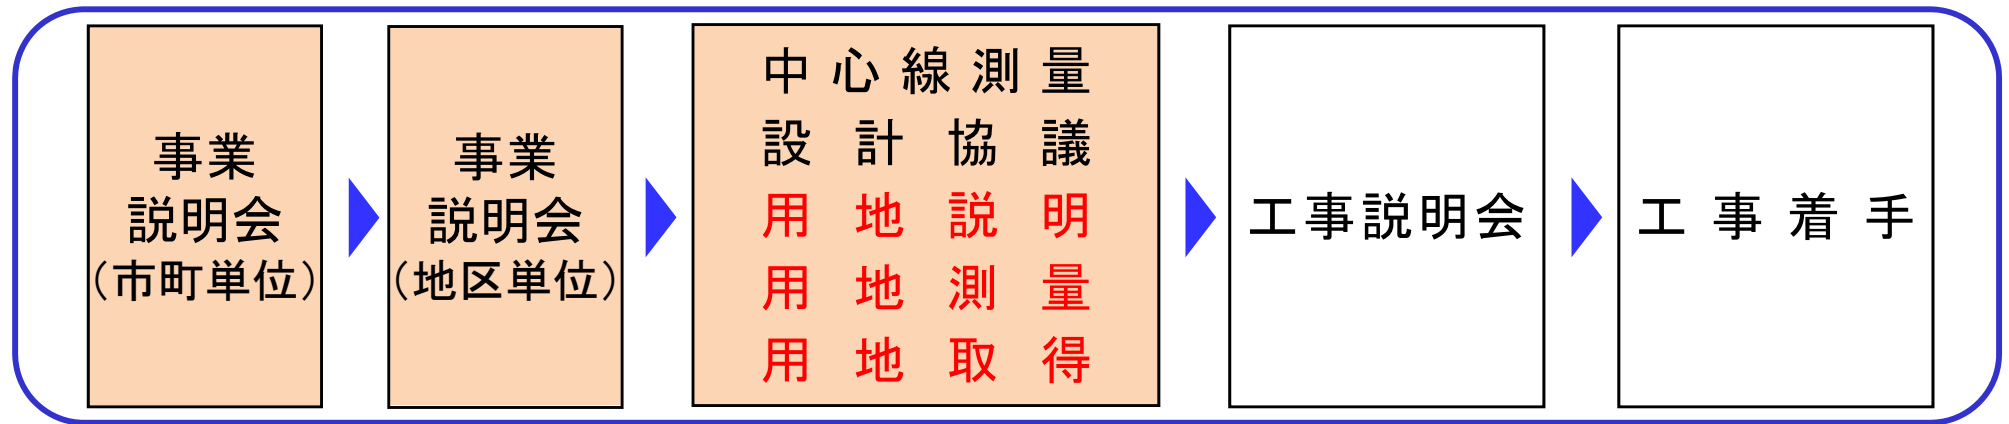 事業
説明会
（市町単位）
事業
説明会
（地区単位）
中心線測量
設計協議
用地説明
用地測量
用地取得
工事説明会
工事着手